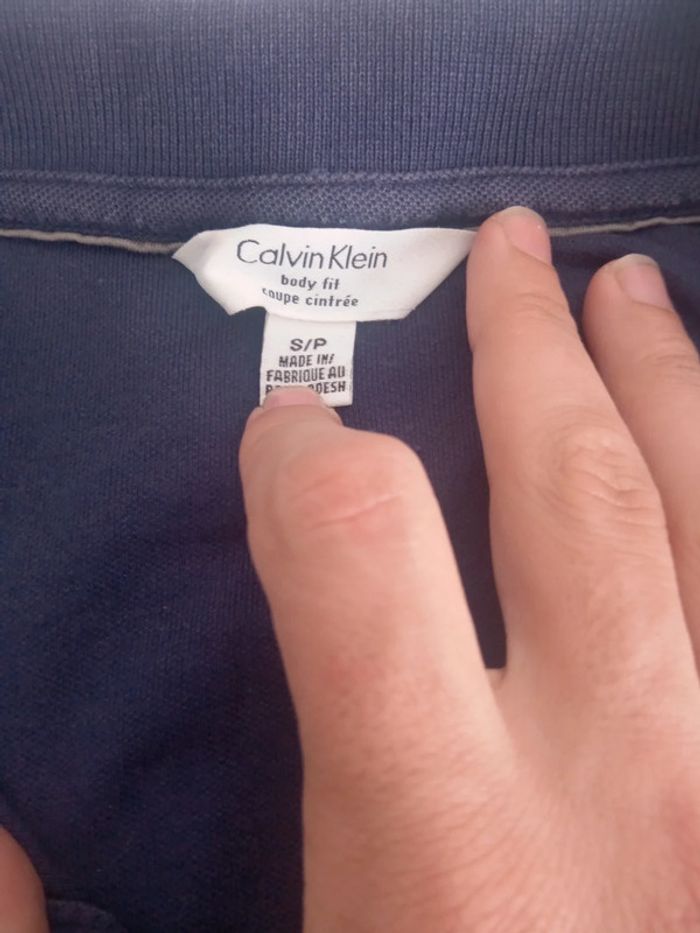 Calvin Klein
body fit
coupe cintrée
S/P
MADE IN/
FABRIQUE AU